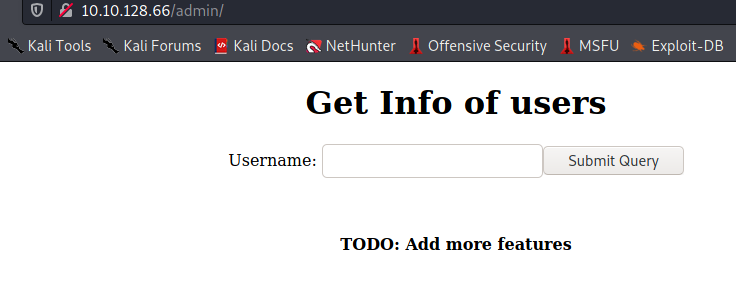 10.10.128.66/admin/
Kali Tools Kali Forums Kali Docs NetHunter Offensive Security MSFU Exploit-DB
Get Info of users
Username: Submit Query
TODO: Add more features